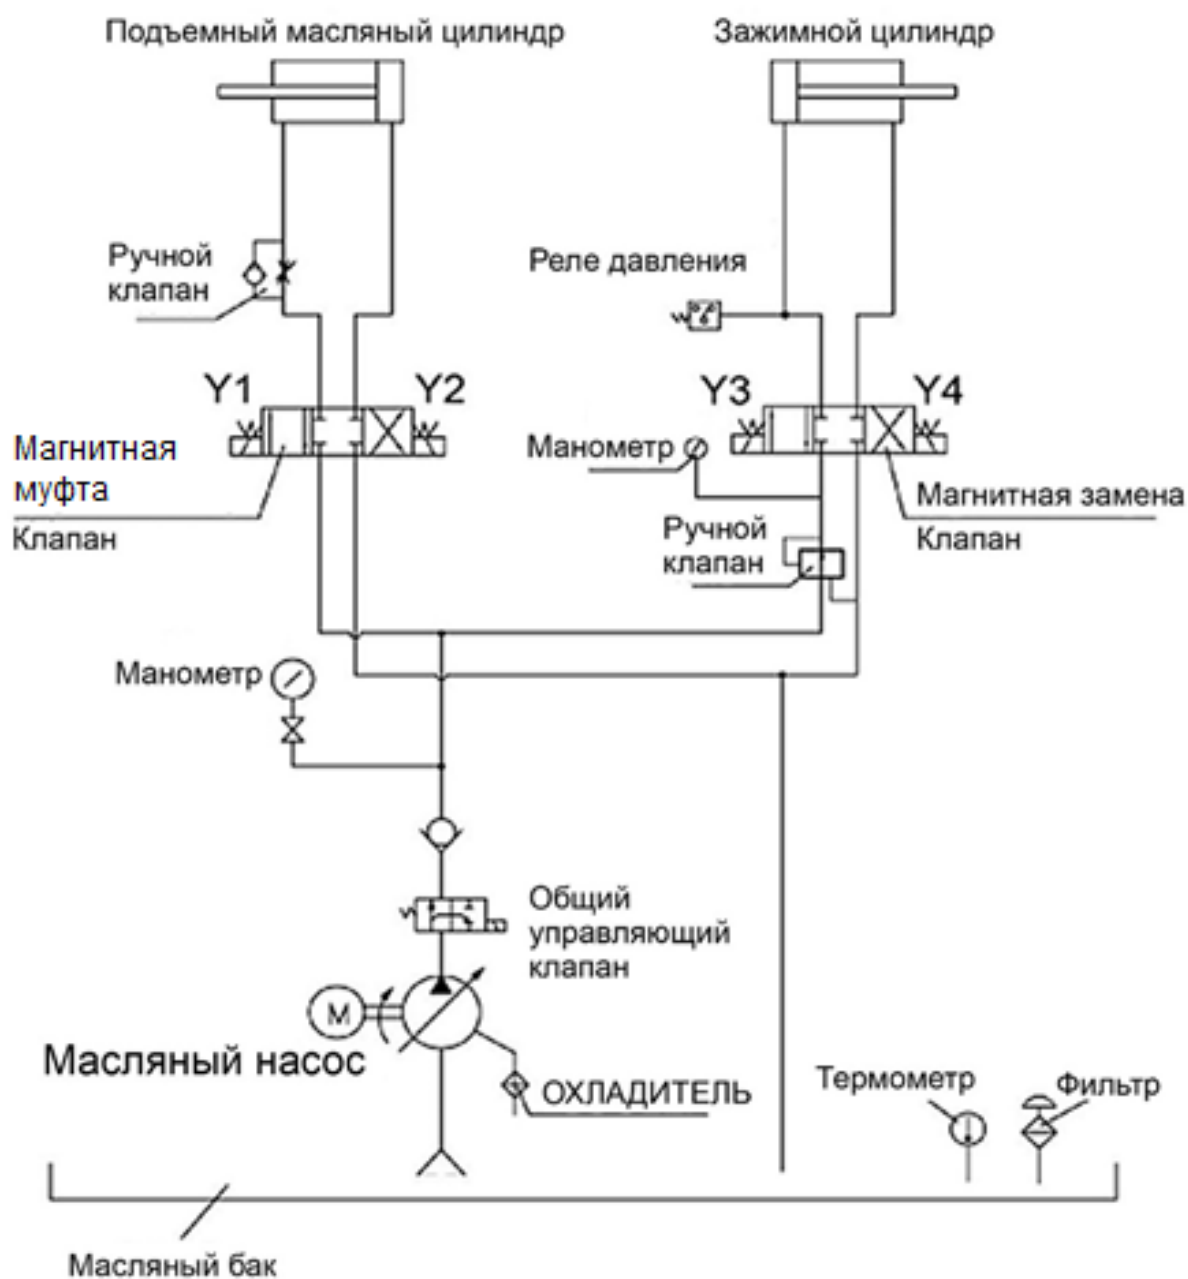 Подъемный масляный цилиндр
Зажимной цилиндр
Ручной
клапан
Реле давления
Y1
Y2
Y3
Y4
Магнитная
муфта
Клапан
Манометр
Магнитная замена
Клапан
Ручной
клапан
Манометр
Общий
управляющий
клапан
М
Масляный насос
ОХЛАДИТЕЛЬ
Термометр
Фильтр
Масляный бак